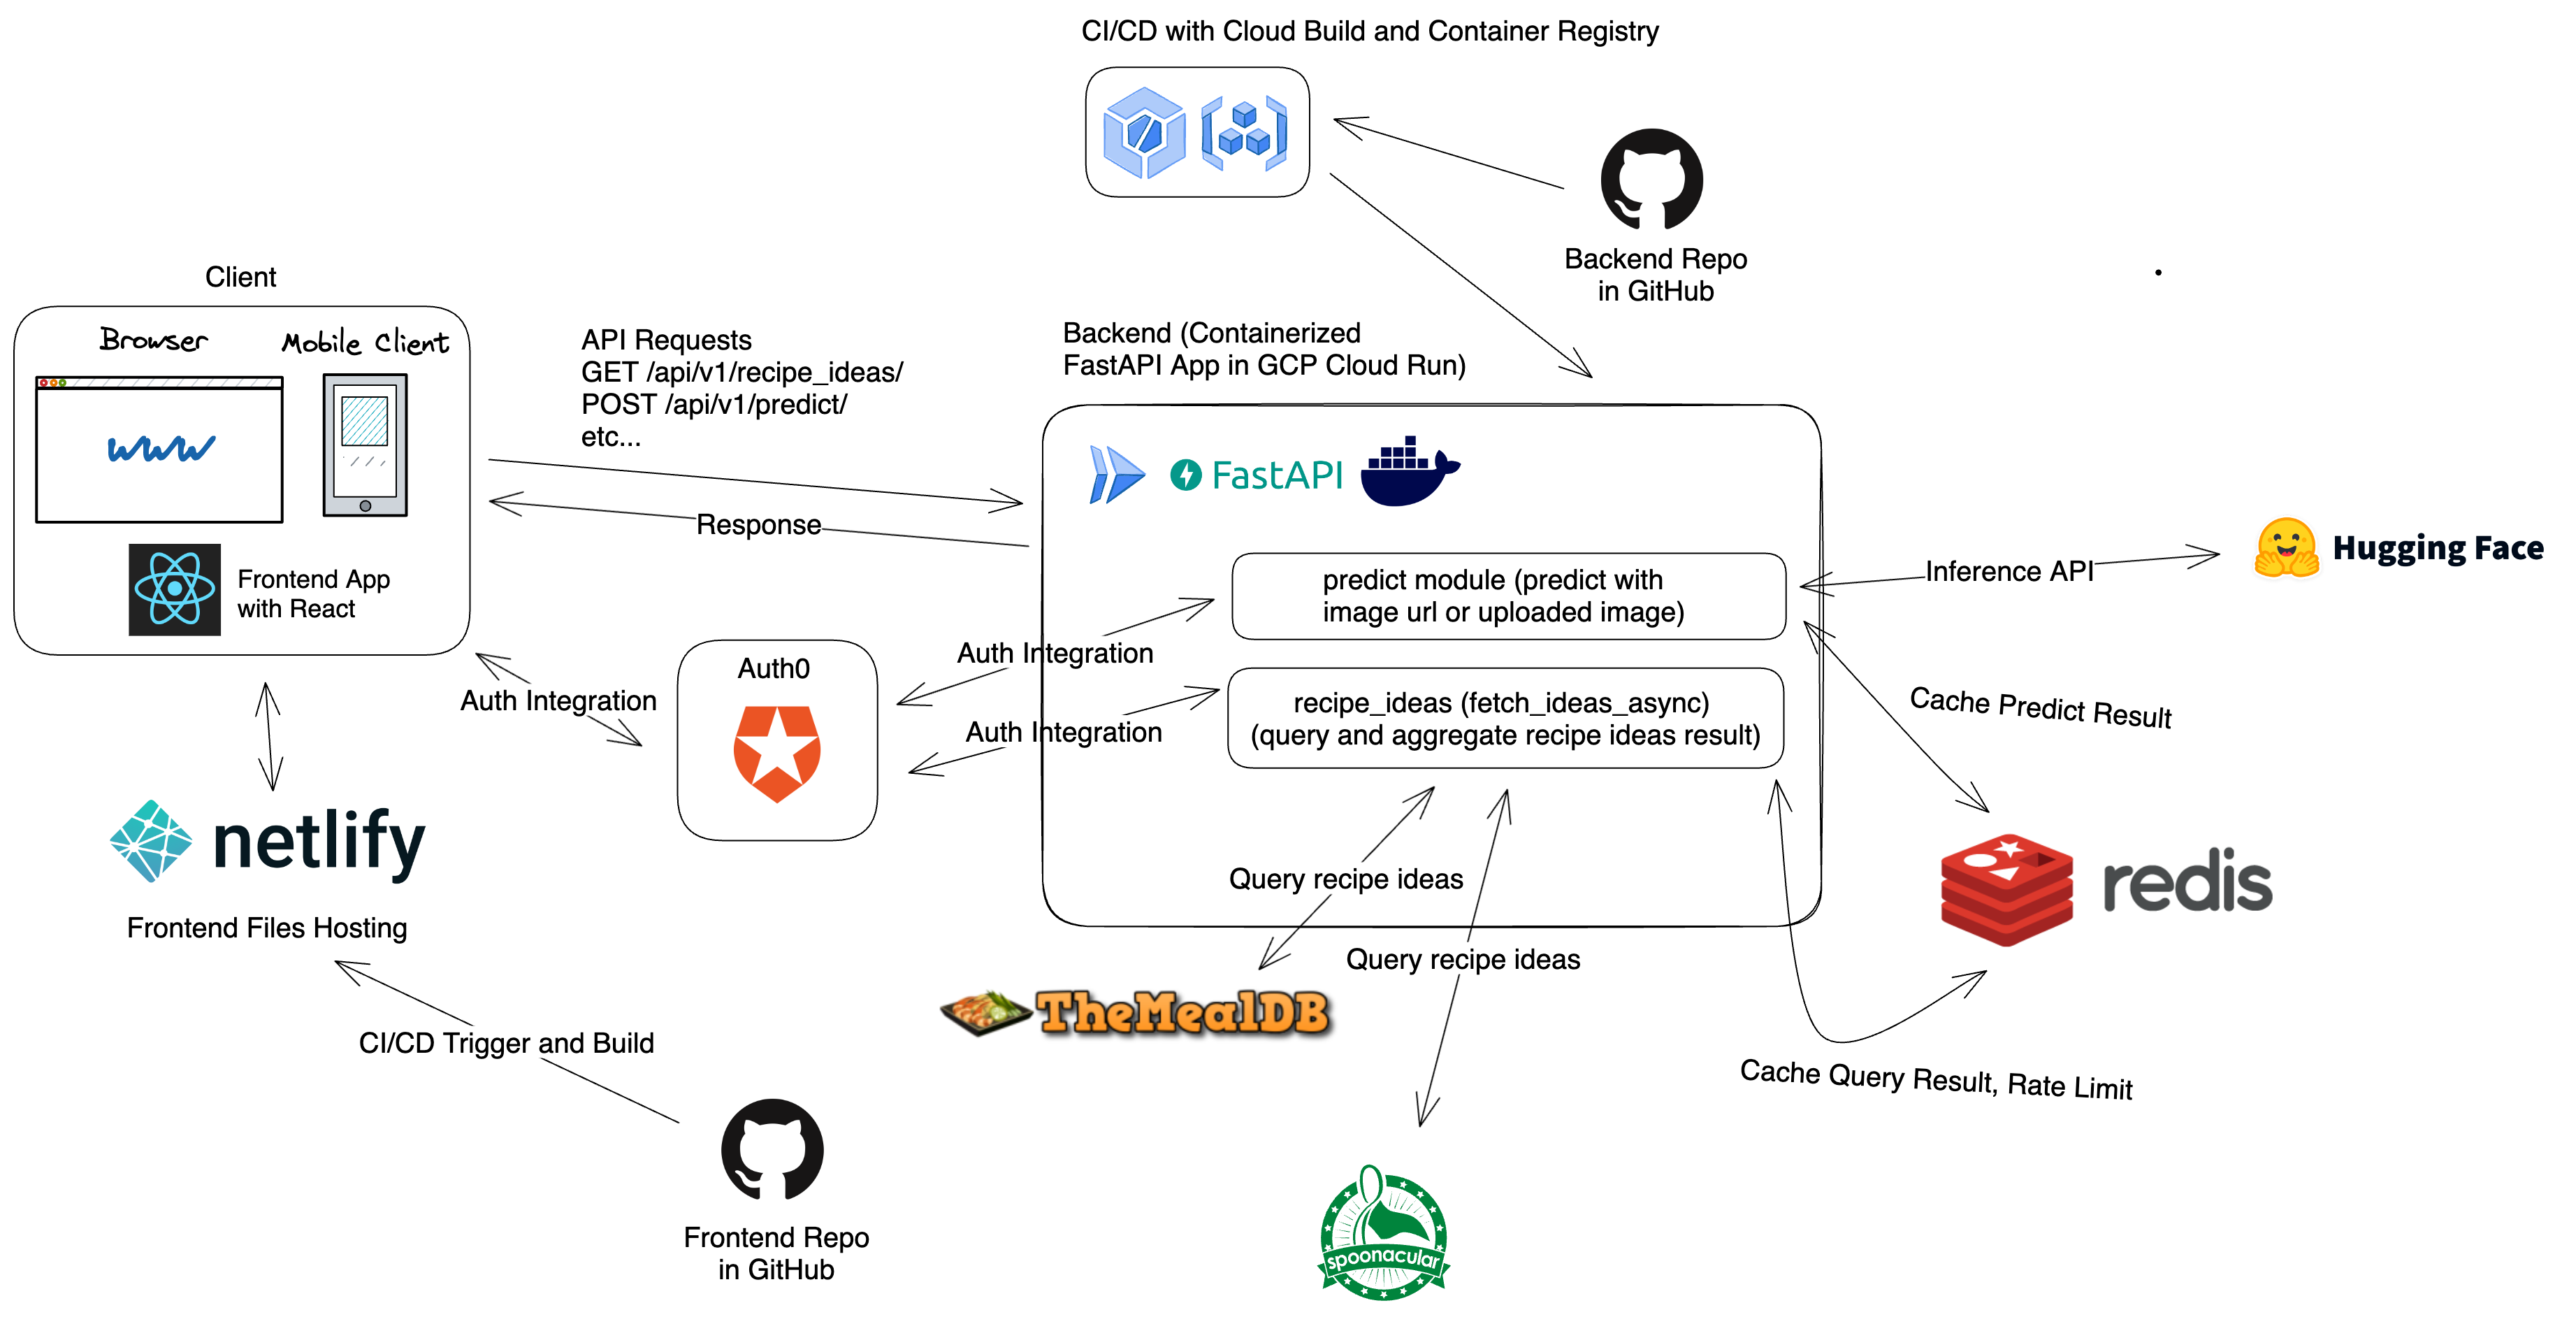 CI/CD with Cloud Build and Container Registry
Backend Repo
in GitHub
Client
Browser
Mobile Client
www
Frontend App
with React
API Requests
GET /api/v1/recipe_ideas/
POST /api/v1/predict/
etc...
Response
Backend (Containerized
FastAPI App in GCP Cloud Run)
FastAPI
predict module (predict with
image url or uploaded image)
recipe_ideas (fetch_ideas_async)
(query and aggregate recipe ideas result)
Inference API
Hugging Face
Auth Integration
Auth0
Auth Integration
Auth Integration
Cache Predict Result
redis
Cache Query Result, Rate Limit
Query recipe ideas
Query recipe ideas
TheMealDB
spoonacular
netlify
Frontend Files Hosting
CI/CD Trigger and Build
Frontend Repo
in GitHub